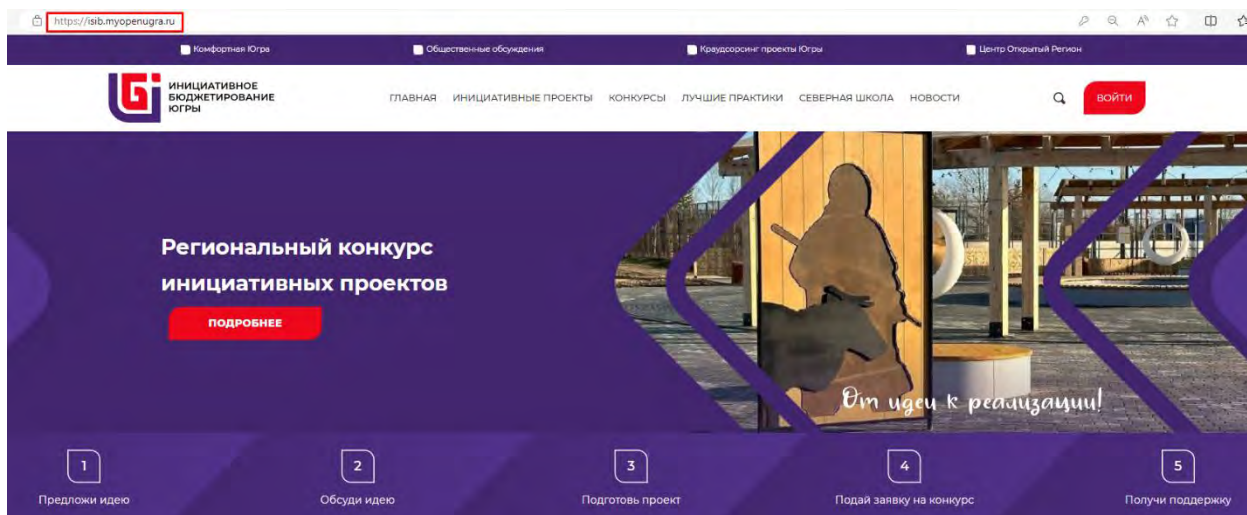 https://isib.myopenugra.ru
Комфортная Югра
Общественные обсуждения
Краудсорсинг проекты Югры
Центр Открытый Регион
ИНИЦИАТИВНОЕ
БЮДЖЕТИРОВАНИЕ
ЮГРЫ
ГЛАВНАЯ ИНИЦИАТИВНЫЕ ПРОЕКТЫ КОНКУРСЫ ЛУЧШИЕ ПРАКТИКИ СЕВЕРНАЯ ШКОЛА НОВОСТИ
ВОЙТИ
Региональный конкурс
инициативных проектов
ПОДРОБНЕЕ
От идеи к реализации!
1
Предложи идею
2
Обсуди идею
3
Подготовь проект
4
Подай заявку на конкурс
5
Получи поддержку